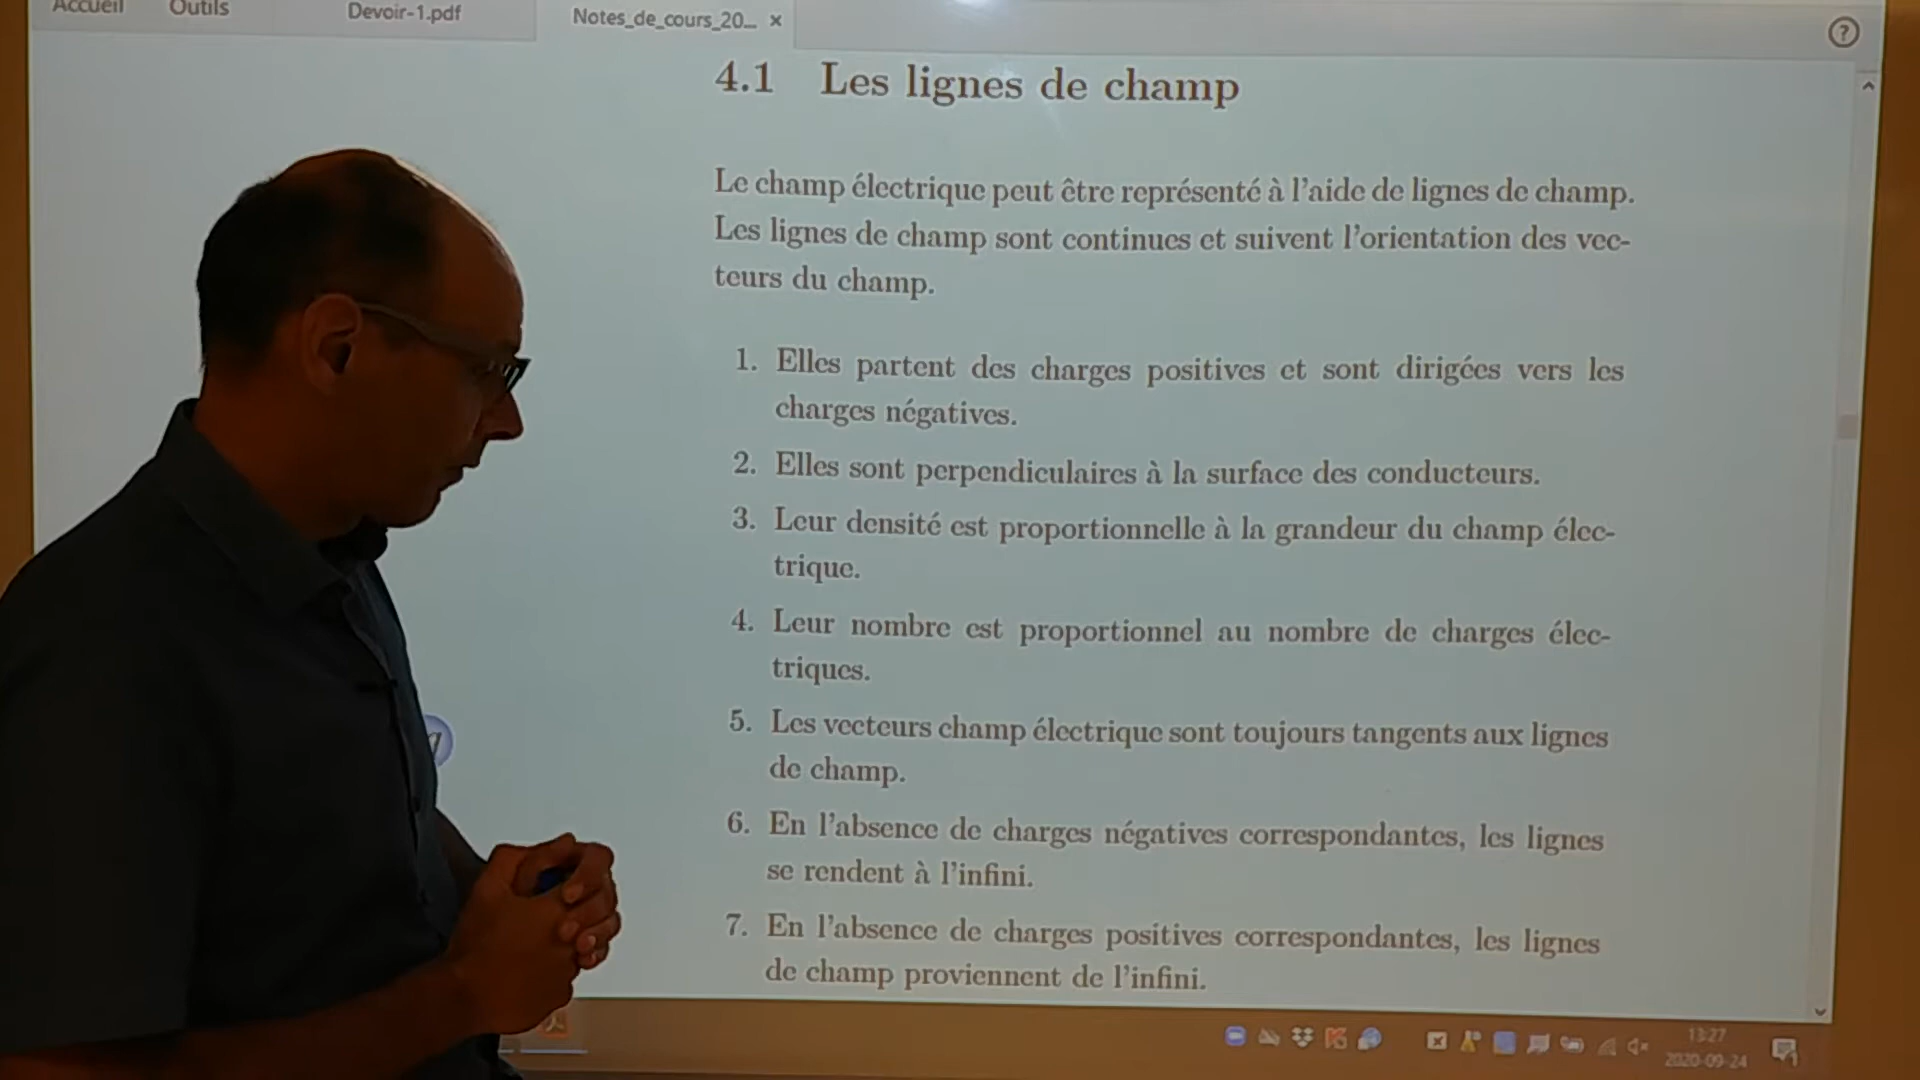 Accueil Outils Devoir-1.pdf Notes_de_cours_20... ×
?
4.1 Les lignes de champ
Le champ électrique peut être représenté à l'aide de lignes de champ.
Les lignes de champ sont continues et suivent l'orientation des vec-
teurs du champ.
1. Elles partent des charges positives et sont dirigées vers les
charges négatives.
2. Elles sont perpendiculaires à la surface des conducteurs.
3. Leur densité est proportionnelle à la grandeur du champ élec-
trique.
4. Leur nombre est proportionnel au nombre de charges élec-
triques.
5. Les vecteurs champ électrique sont toujours tangents aux lignes
de champ.
6. En l'absence de charges négatives correspondantes, les lignes
se rendent à l'infini.
7. En l'absence de charges positives correspondantes, les lignes
de champ proviennent de l'infini.
13:27
2020-09-24